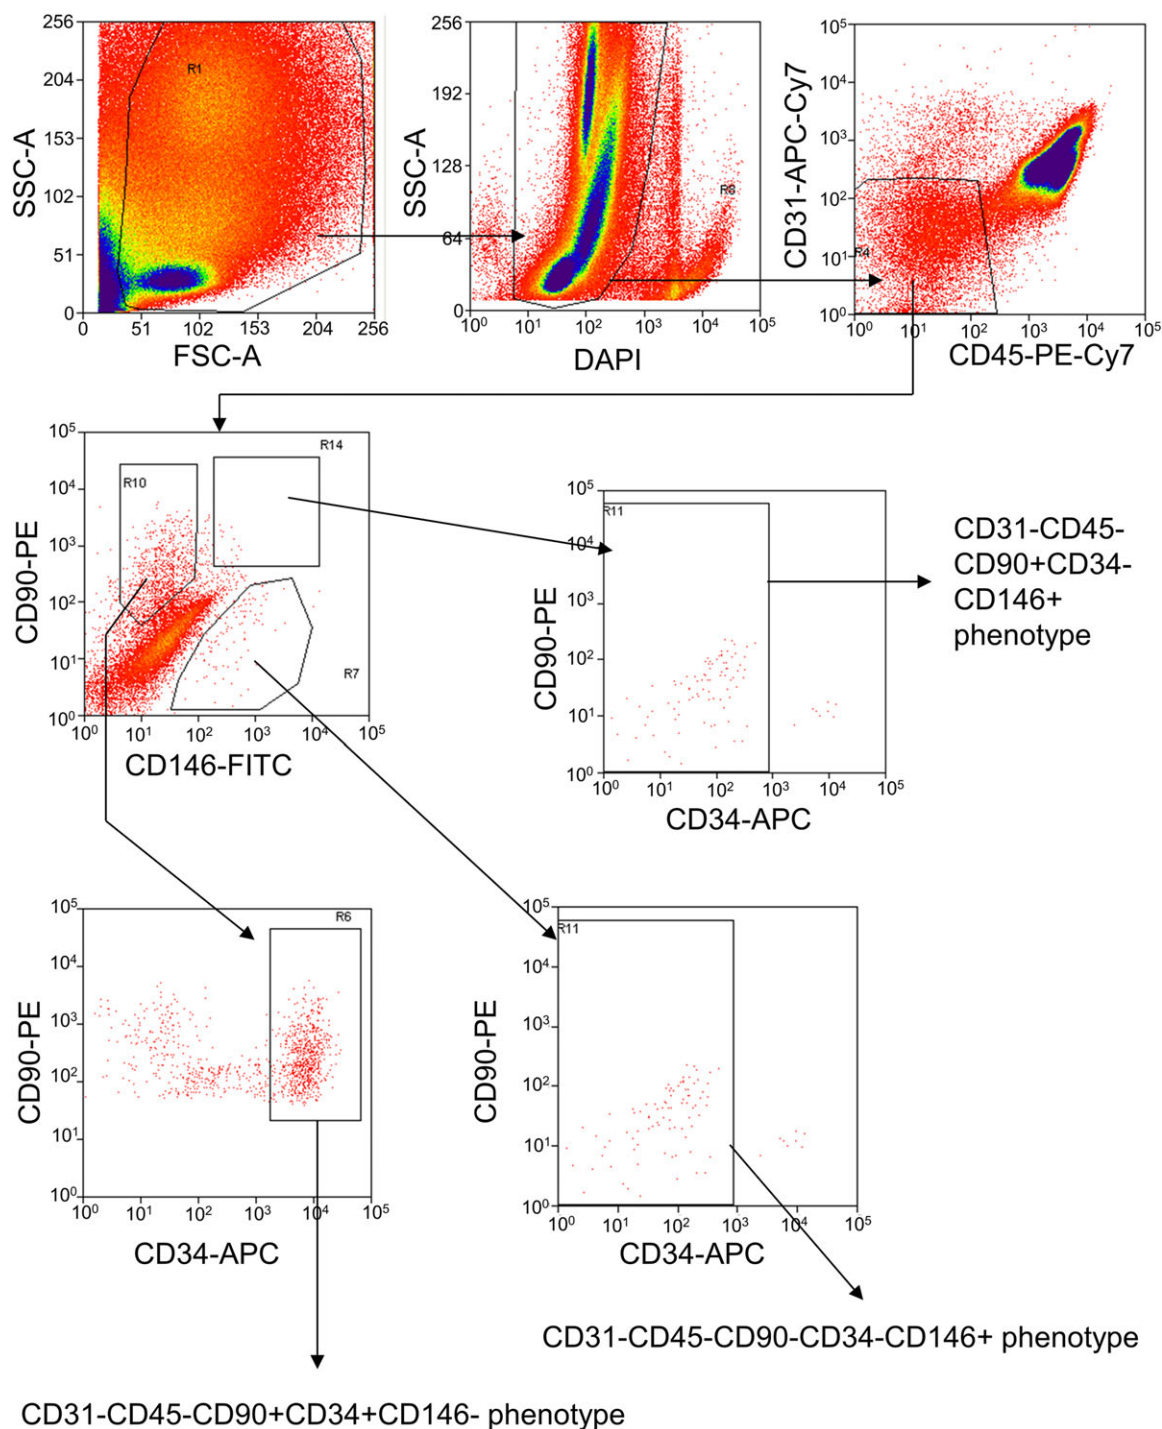 256
204
153
102
51
0
SSC-A
R1
0 51 102 153 204 256
FSC-A
256
192
128
64
0
SSC-A
R8
10^0 10^1 10^2 10^3 10^4 10^5
DAPI
10^5
10^4
10^3
10^2
10^1
10^0
CD31-APC-Cy7
R4
10^0 10^1 10^2 10^3 10^4 10^5
CD45-PE-Cy7
10^5
10^4
10^3
10^2
10^1
10^0
CD90-PE
R14
R10
R7
10^0 10^1 10^2 10^3 10^4 10^5
CD146-FITC
10^5
10^4
10^3
10^2
10^1
10^0
CD90-PE
R11
10^0 10^1 10^2 10^3 10^4 10^5
CD34-APC
CD31-CD45-
CD90+CD34-
CD146+
phenotype
10^5
10^4
10^3
10^2
10^1
10^0
CD90-PE
R6
10^0 10^1 10^2 10^3 10^4 10^5
CD34-APC
10^5
10^4
10^3
10^2
10^1
10^0
CD90-PE
R11
10^0 10^1 10^2 10^3 10^4 10^5
CD34-APC
CD31-CD45-CD90-CD34-CD146+ phenotype
CD31-CD45-CD90+CD34+CD146- phenotype